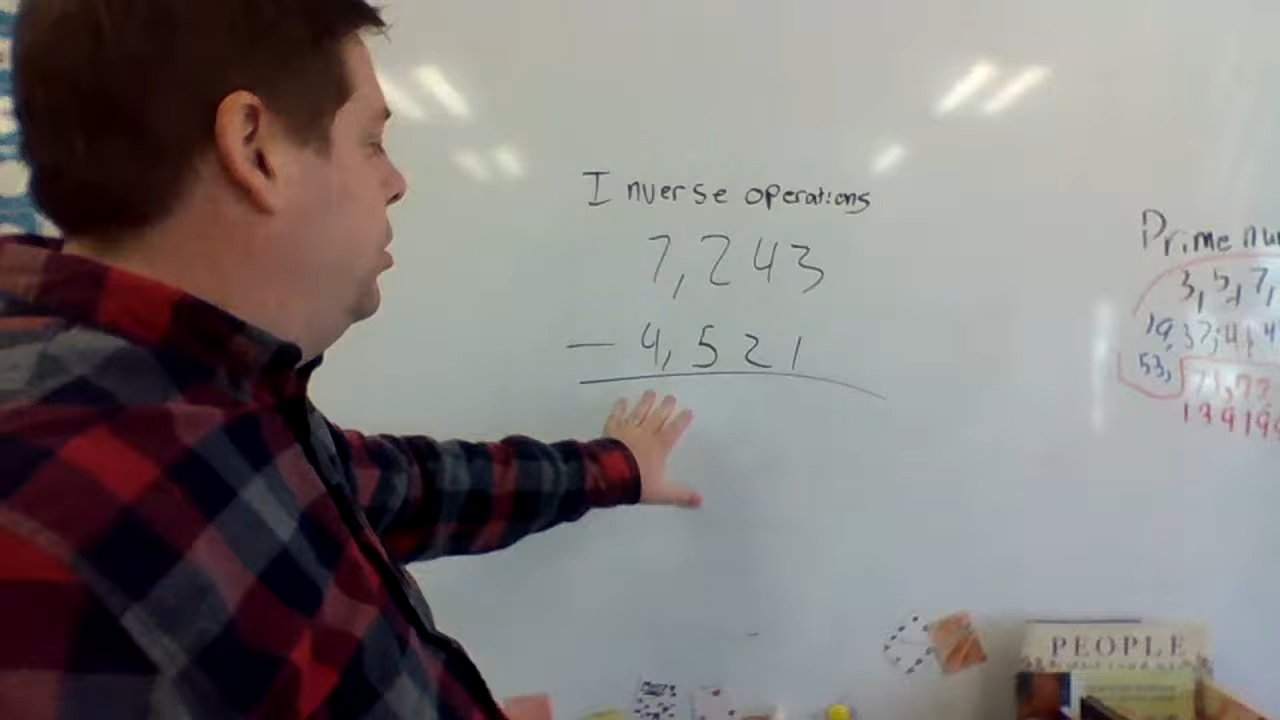 Inverse operations
7,243
- 4,521
Prime nu
3, 5, 7,
19, 37, 41, 4
53,
PEOPLE